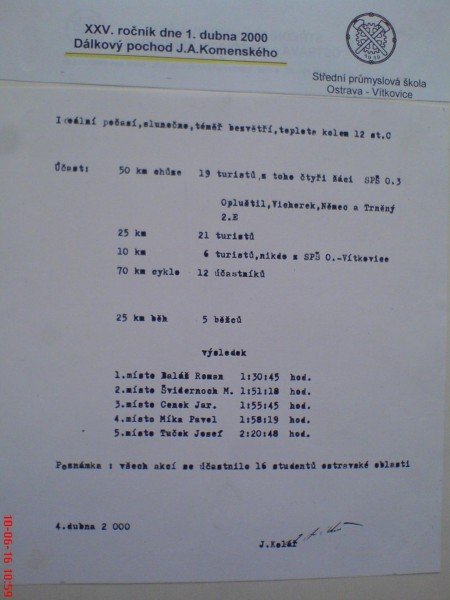 XXV. ročník dne 1. dubna 2000
Dálkový pochod J.A.Komenského
Střední průmyslová škola
Ostrava - Vítkovice
Ideální počasí,slunečno,téměř bezvětří,teplota kolem 12 st.C
Účast: 50 km chůze 19 turistů,z toho čtyři žáci SPŠ O.3
Opluštil,Vicherek,Němec a Trněný
2.E
25 km 21 turistů
10 km 6 turistů,nikdo z SPŠ O.-Vítkovice
70 km cyklo 12 účastníků
25 km běh 5 běžců
výsledek
1.místo Baláš Roman 1:30:45 hod.
2.místo Švidernoch M. 1:51:18 hod.
3.místo Cenek Jar. 1:55:45 hod.
4.místo Míka Pavel 1:58:19 hod.
5.místo Tuček Josef 2:20:48 hod.
Poznámka : všech akcí se účastnilo 16 studentů ostravské oblasti
4.dubna 2 000
J.Kolář
10-06-16 10:59